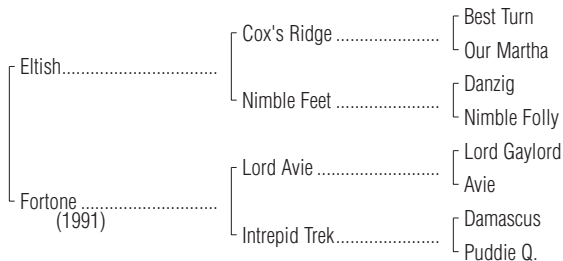 Best Turn
Cox's Ridge ......................
Our Martha
Eltish.................................
Danzig
Nimble Feet ......................
Nimble Folly
Lord Gaylord
Lord Avie ..........................
Avie
Fortone .............................
(1991)
Damascus
Intrepid Trek......................
Puddie Q.